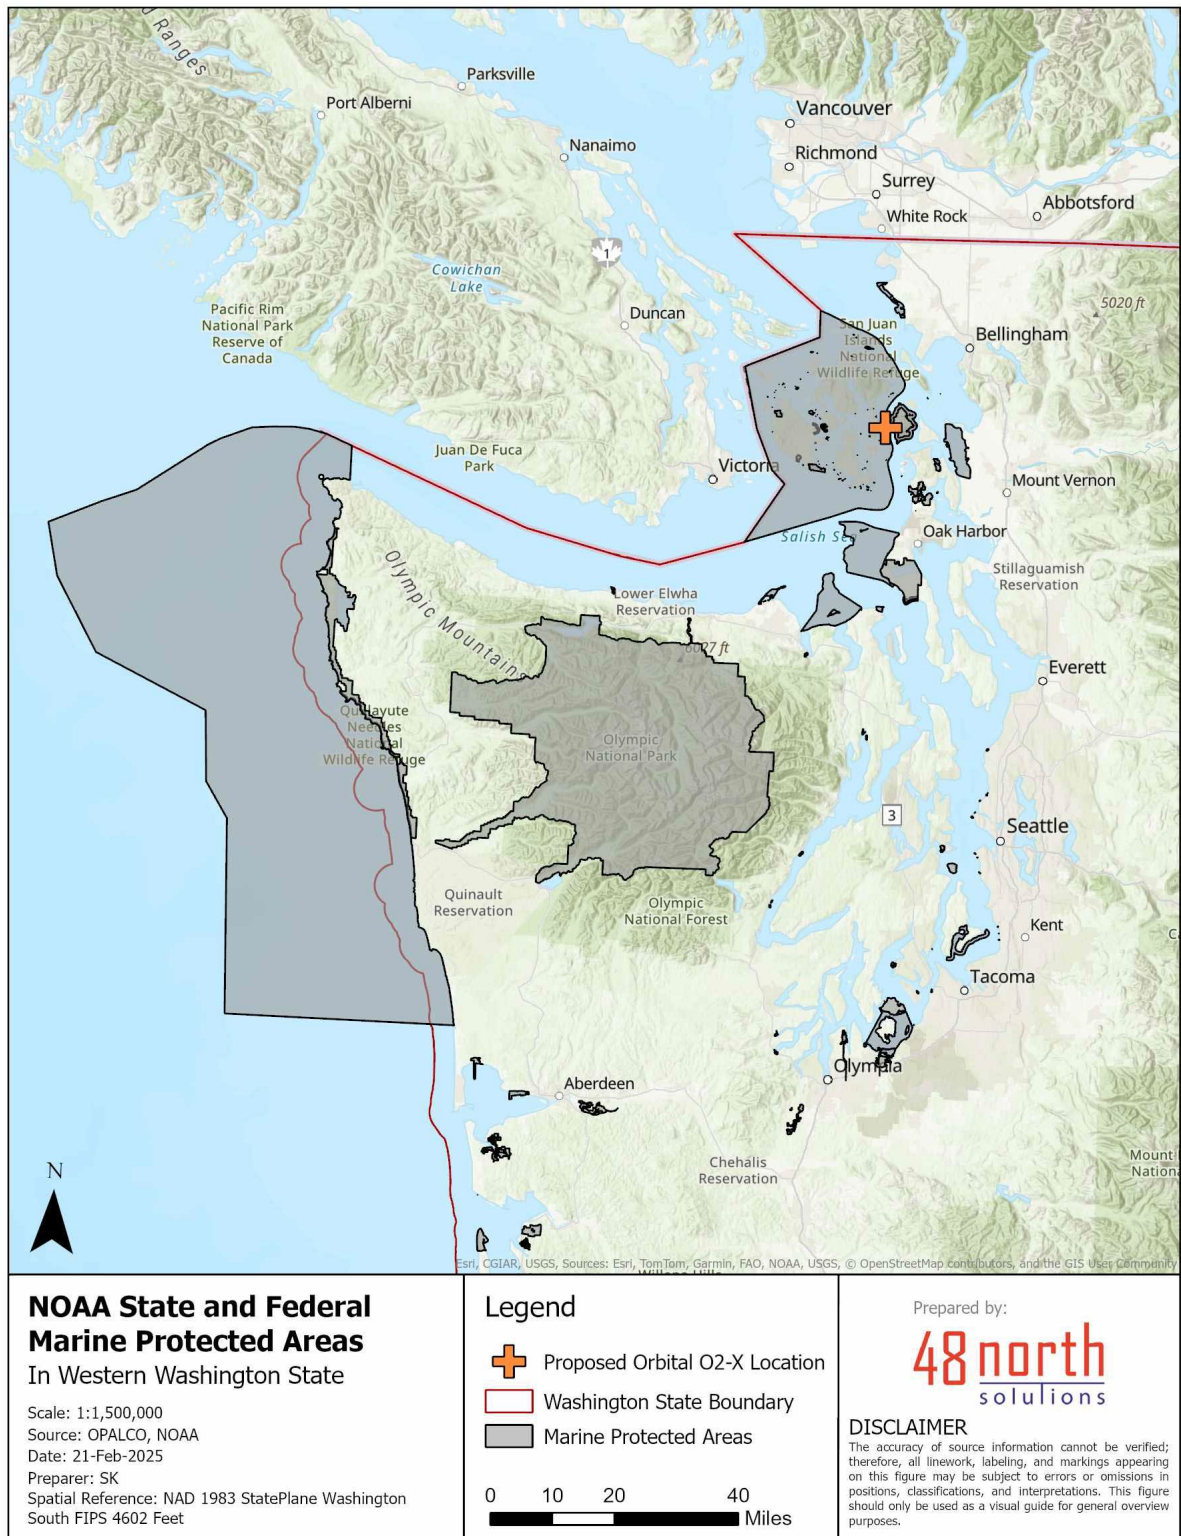 d Ranges
Parksville
Port Alberni
Vancouver
Nanaimo
Richmond
Surrey
Abbotsford
White Rock
1
Cowichan
Lake
5020 ft
Pacific Rim
National Park
Reserve of
Canada
Duncan
San Juan
Islands
National
Wildlife Refuge
Bellingham
Juan De Fuca
Park
Victoria
Mount Vernon
Salish Sea
Oak Harbor
Stillaguamish
Reservation
Olympic Mountains
Lower Elwha
Reservation
6027 ft
Everett
Quillayute
Needles
National
Wildlife Refuge
Olympic
National Park
3
Seattle
Quinault
Reservation
Olympic
National Forest
Kent
Ca
Tacoma
Olympia
Aberdeen
Chehalis
Reservation
Mount
Nationa
N
Willapa Hills
Esri, CGIAR, USGS, Sources: Esri, TomTom, Garmin, FAO, NOAA, USGS, © OpenStreetMap contributors, and the GIS User Community
NOAA State and Federal
Marine Protected Areas
In Western Washington State
Scale: 1:1,500,000
Source: OPALCO, NOAA
Date: 21-Feb-2025
Preparer: SK
Spatial Reference: NAD 1983 StatePlane Washington
South FIPS 4602 Feet
Legend
Proposed Orbital O2-X Location
Washington State Boundary
Marine Protected Areas
0 10 20 40
Miles
Prepared by:
48 north
solutions
DISCLAIMER
The accuracy of source information cannot be verified;
therefore, all linework, labeling, and markings appearing
on this figure may be subject to errors or omissions in
positions, classifications, and interpretations. This figure
should only be used as a visual guide for general overview
purposes.